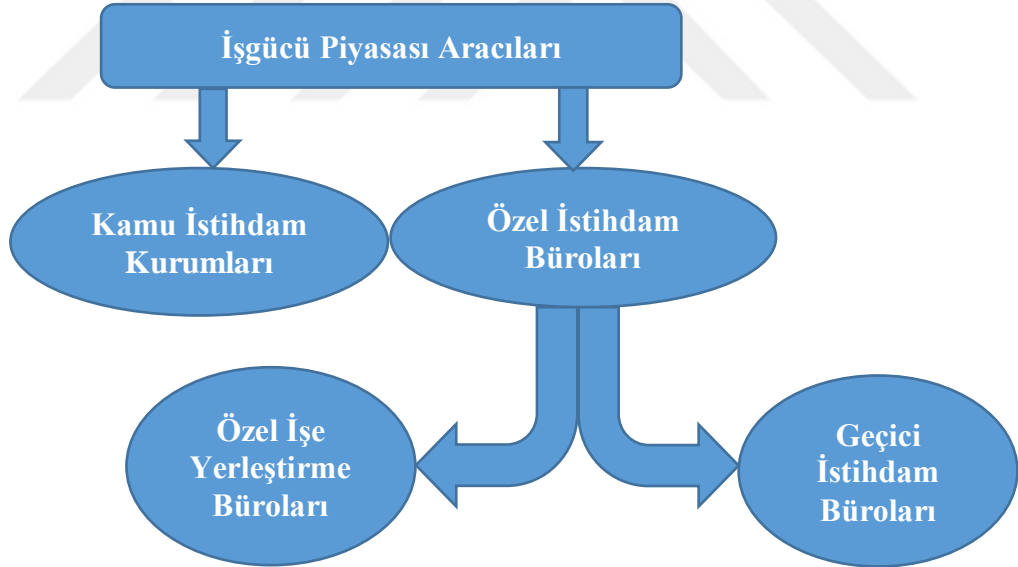 İşgücü Piyasası Aracıları
Kamu İstihdam
Kurumları
Özel İstihdam
Büroları
Özel İşe
Yerleştirme
Büroları
Geçici
İstihdam
Büroları